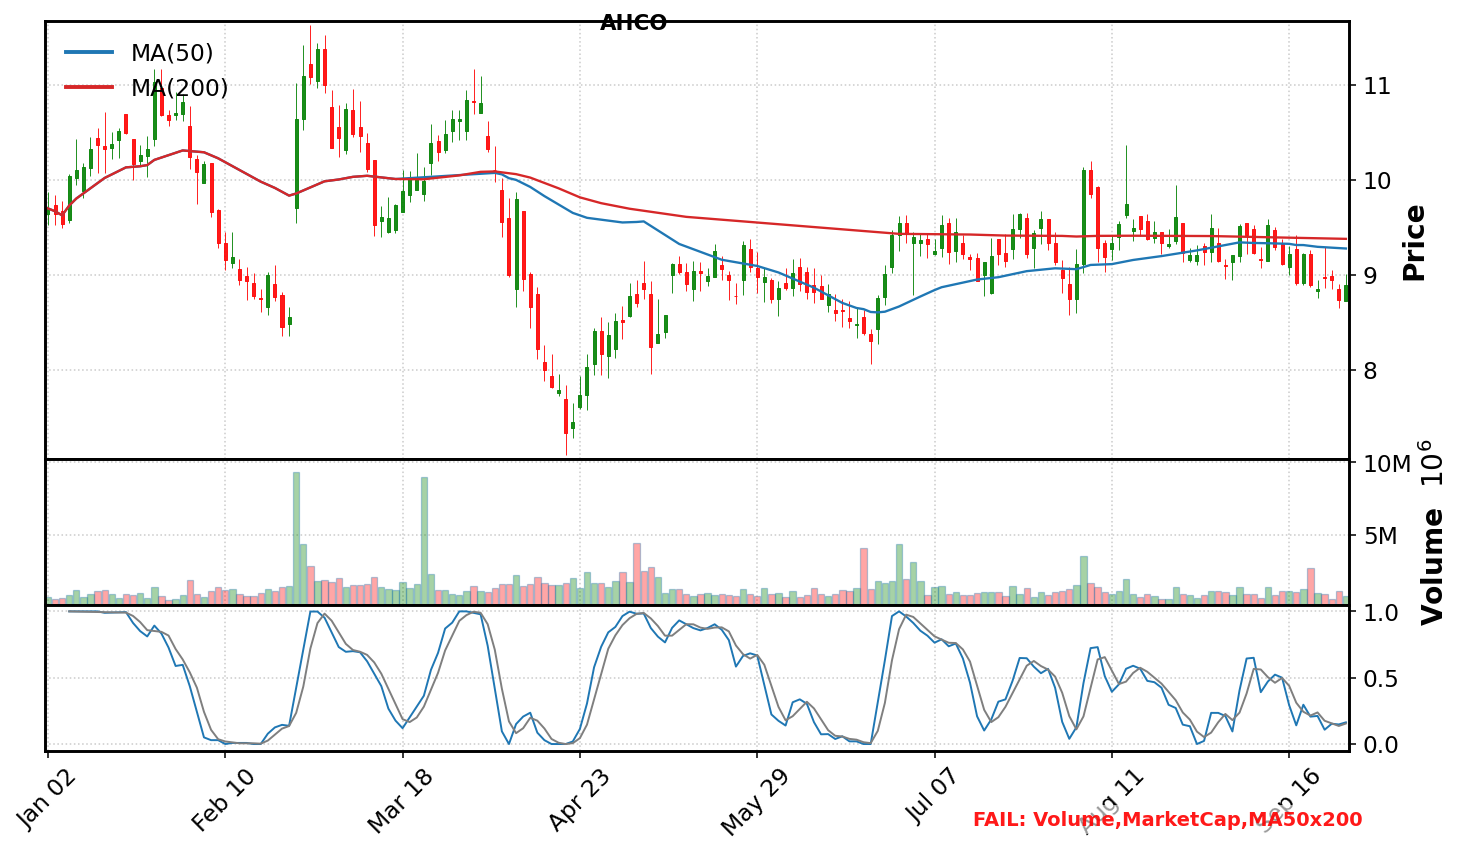 AHCO
MA(50)
MA(200)
11
10
9
8
Price
10M
5M
Volume 10^6
1.0
0.5
0.0
Jan 02
Feb 10
Mar 18
Apr 23
May 29
Jul 07
Aug 11
Sep 16
FAIL: Volume,MarketCap,MA50x200